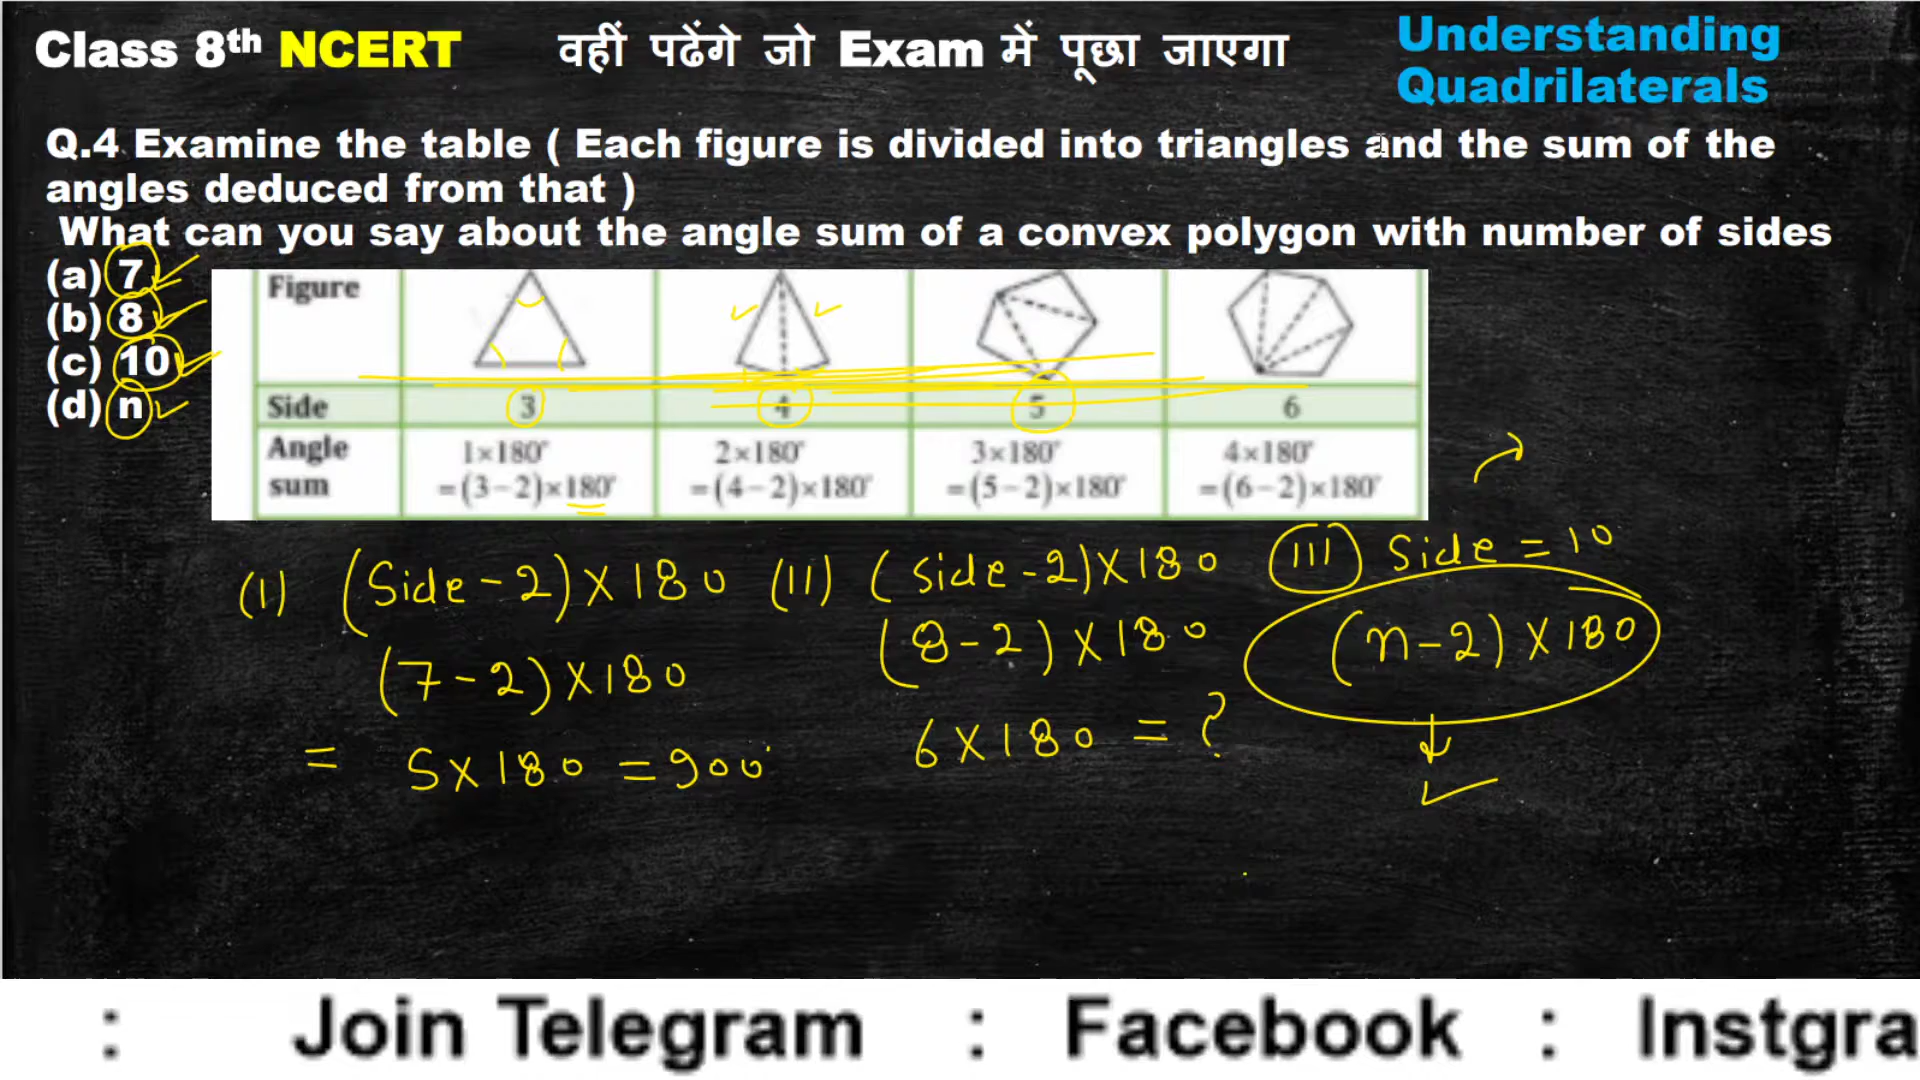 Class 8th NCERT वहीं पढेंगे जो Exam में पूछा जाएगा Understanding Quadrilaterals
Q.4 Examine the table ( Each figure is divided into triangles and the sum of the
angles deduced from that )
What can you say about the angle sum of a convex polygon with number of sides
(a) 7
(b) 8
(c) 10
(d) n
Figure
Side 3 4 5 6
Angle sum 1×180° 2×180° 3×180° 4×180°
=(3−2)×180° =(4−2)×180° =(5−2)×180° =(6−2)×180°
(I) (Side-2)×180 (II) (Side-2)×180 (III) Side = 10
(7-2)×180 (8-2)×180 (n-2)×180
= 5×180 = 900° 6×180 = ?
: Join Telegram : Facebook : Instgra